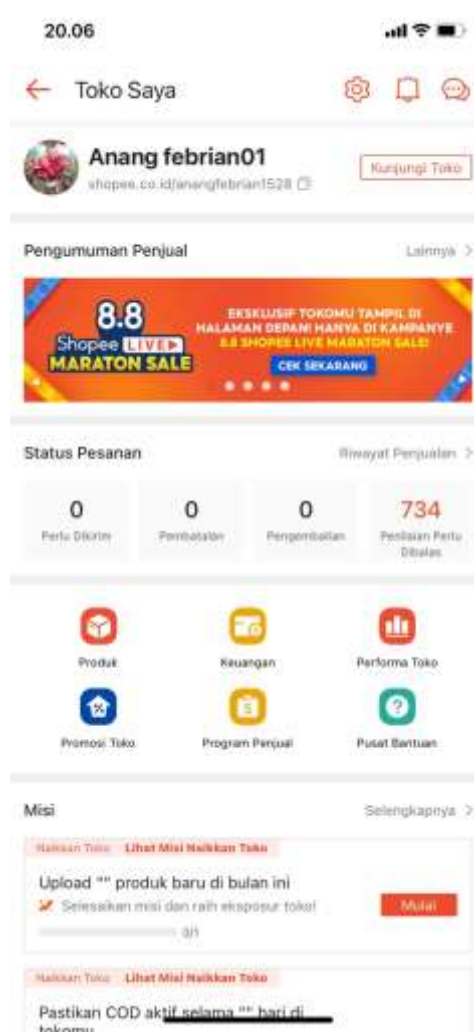 20.06
Toko Saya
Anang febrian01
shopee.co.id/anangfebrian1528
Kunjungi Toko
Pengumuman Penjual
Lainnya >
8.8
Shopee LIVE
MARATON SALE
EKSKLUSIF TOKOMU TAMPIL DI
HALAMAN DEPAN! HANYA DI KAMPANYE
8.8 SHOPEE LIVE MARATON SALE!
CEK SEKARANG
Status Pesanan
Riwayat Penjualan >
0
0
0
734
Perlu Dikirim
Pembatalan
Pengembalian
Penilaian Perlu
Dibalas
Produk
Keuangan
Performa Toko
Promosi Toko
Program Penjual
Pusat Bantuan
Misi
Selengkapnya >
Naikkan Toko
Lihat Misi Naikkan Toko
Upload "" produk baru di bulan ini
Selesaikan misi dan raih eksposur toko!
0/1
Mulai
Naikkan Toko
Lihat Misi Naikkan Toko
Pastikan COD aktif selama "" hari di
tokomu